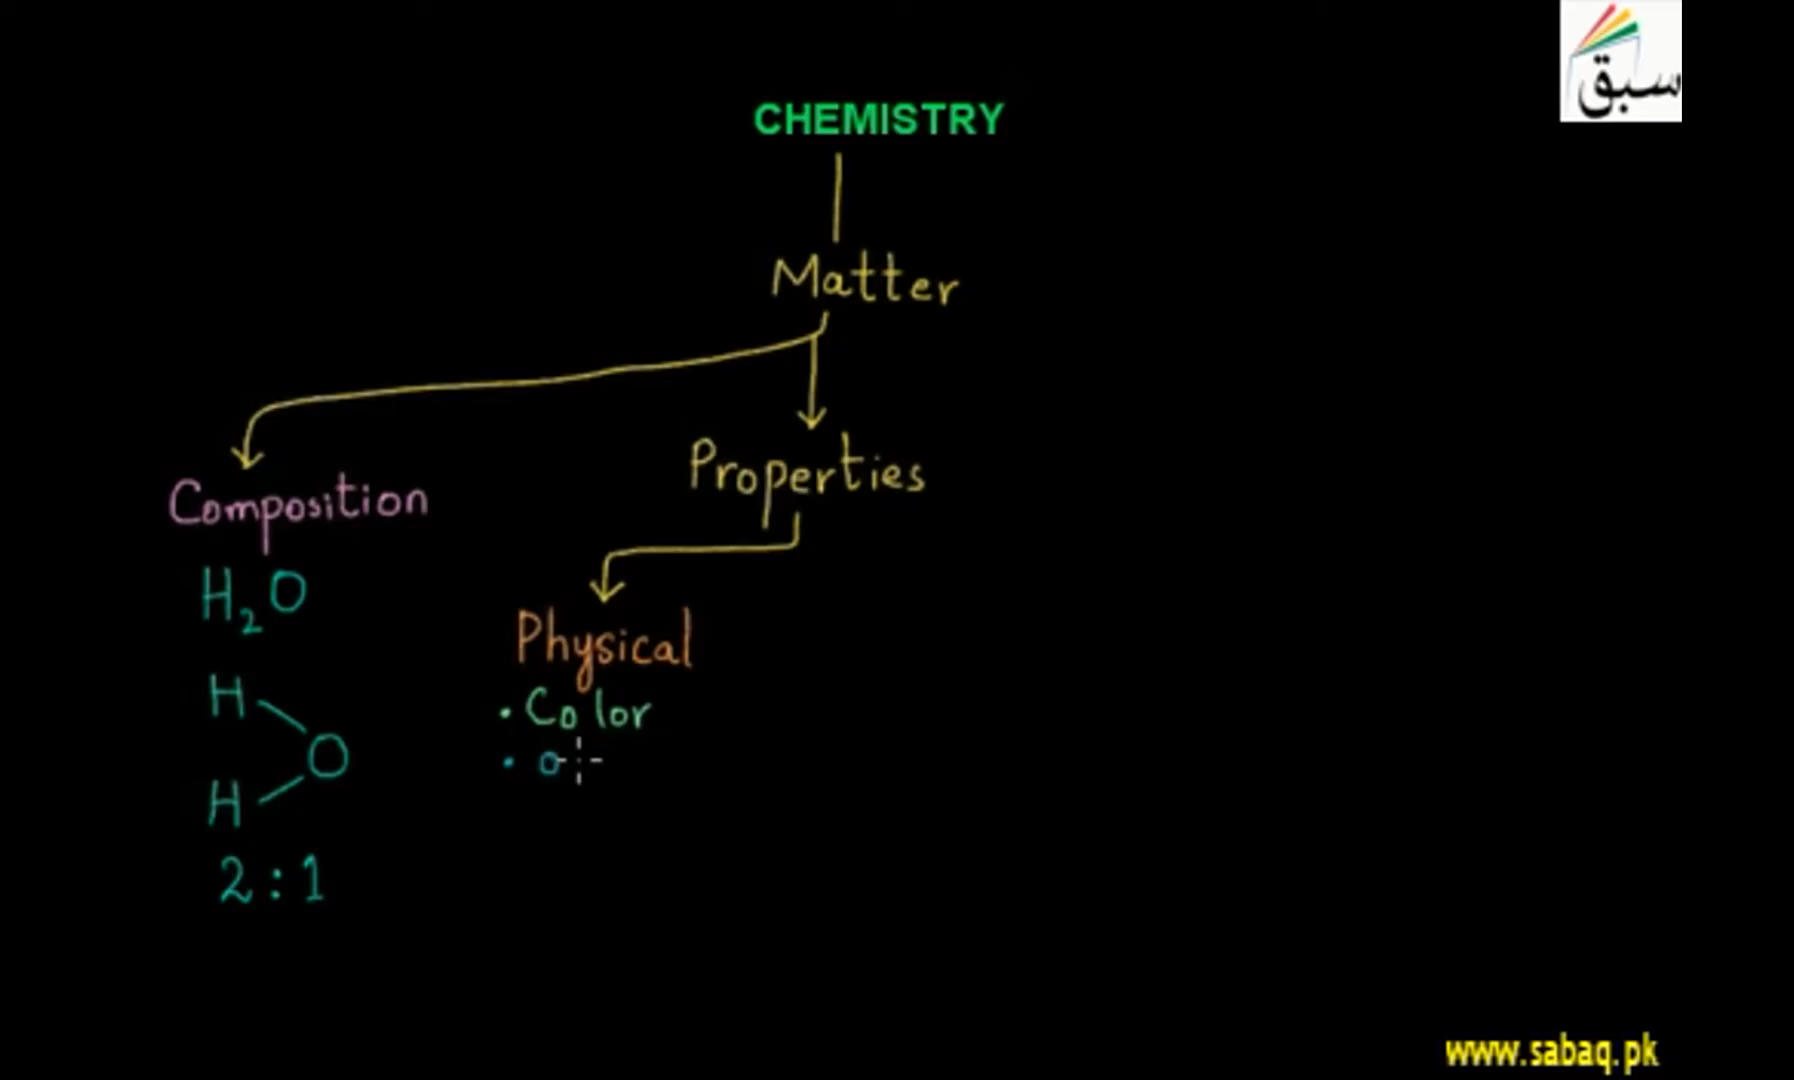 سبق
CHEMISTRY
Matter
Composition
Properties
H₂O
Physical
H
• Color
O
• o
H
2 : 1
www.sabaq.pk